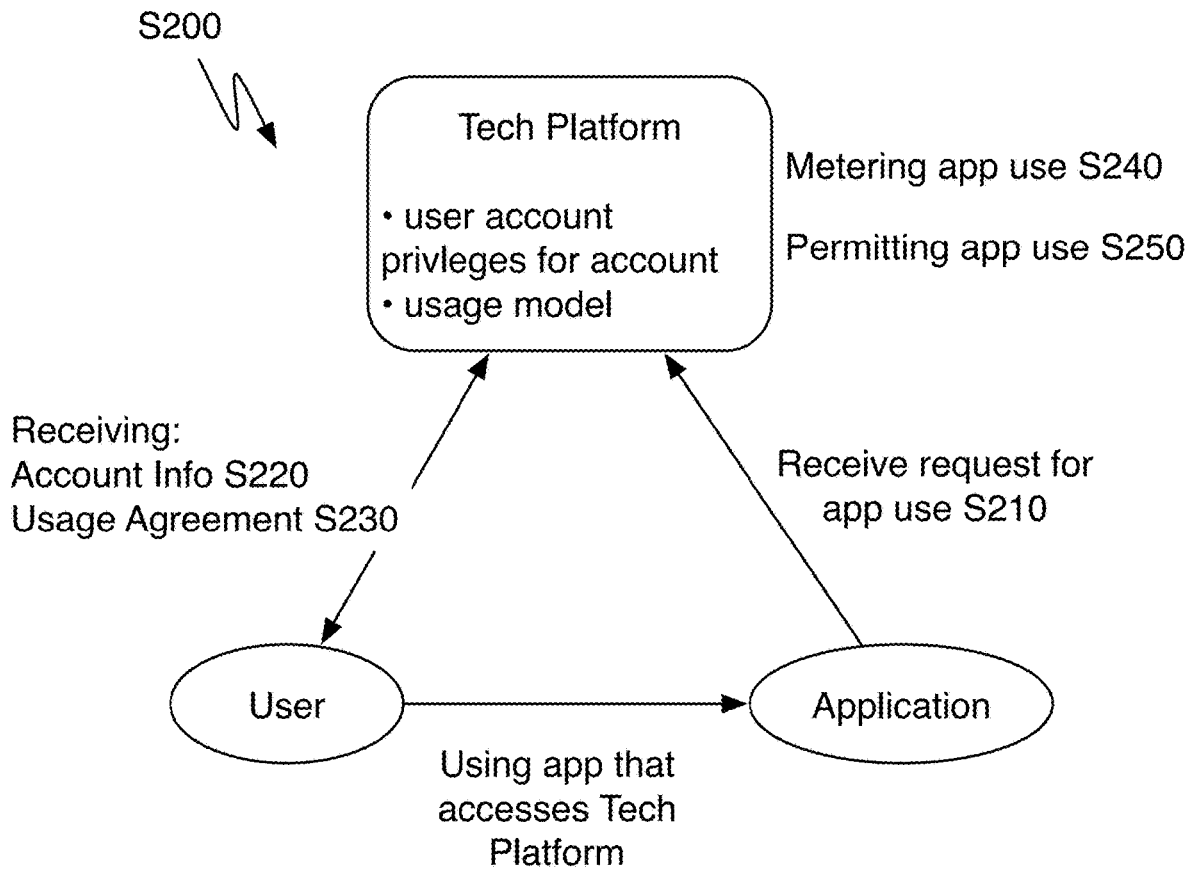 S200
Tech Platform
• user account
privleges for account
• usage model
Metering app use S240
Permitting app use S250
Receiving:
Account Info S220
Usage Agreement S230
Receive request for
app use S210
User
Application
Using app that
accesses Tech
Platform